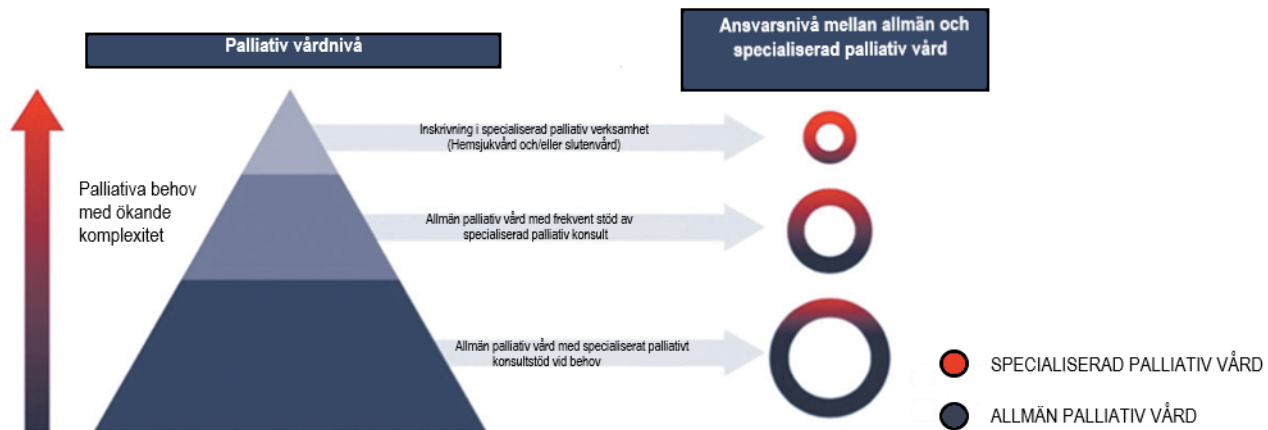 Palliativ vårdnivå
Ansvarsnivå mellan allmän och
specialiserad palliativ vård
Palliativa behov
med ökande
komplexitet
Inskrivning i specialiserad palliativ verksamhet
(Hemsjukvård och/eller slutenvård)
Allmän palliativ vård med frekvent stöd av
specialiserad palliativ konsult
Allmän palliativ vård med specialiserat palliativt
konsultstöd vid behov
SPECIALISERAD PALLIATIV VÅRD
ALLMÄN PALLIATIV VÅRD